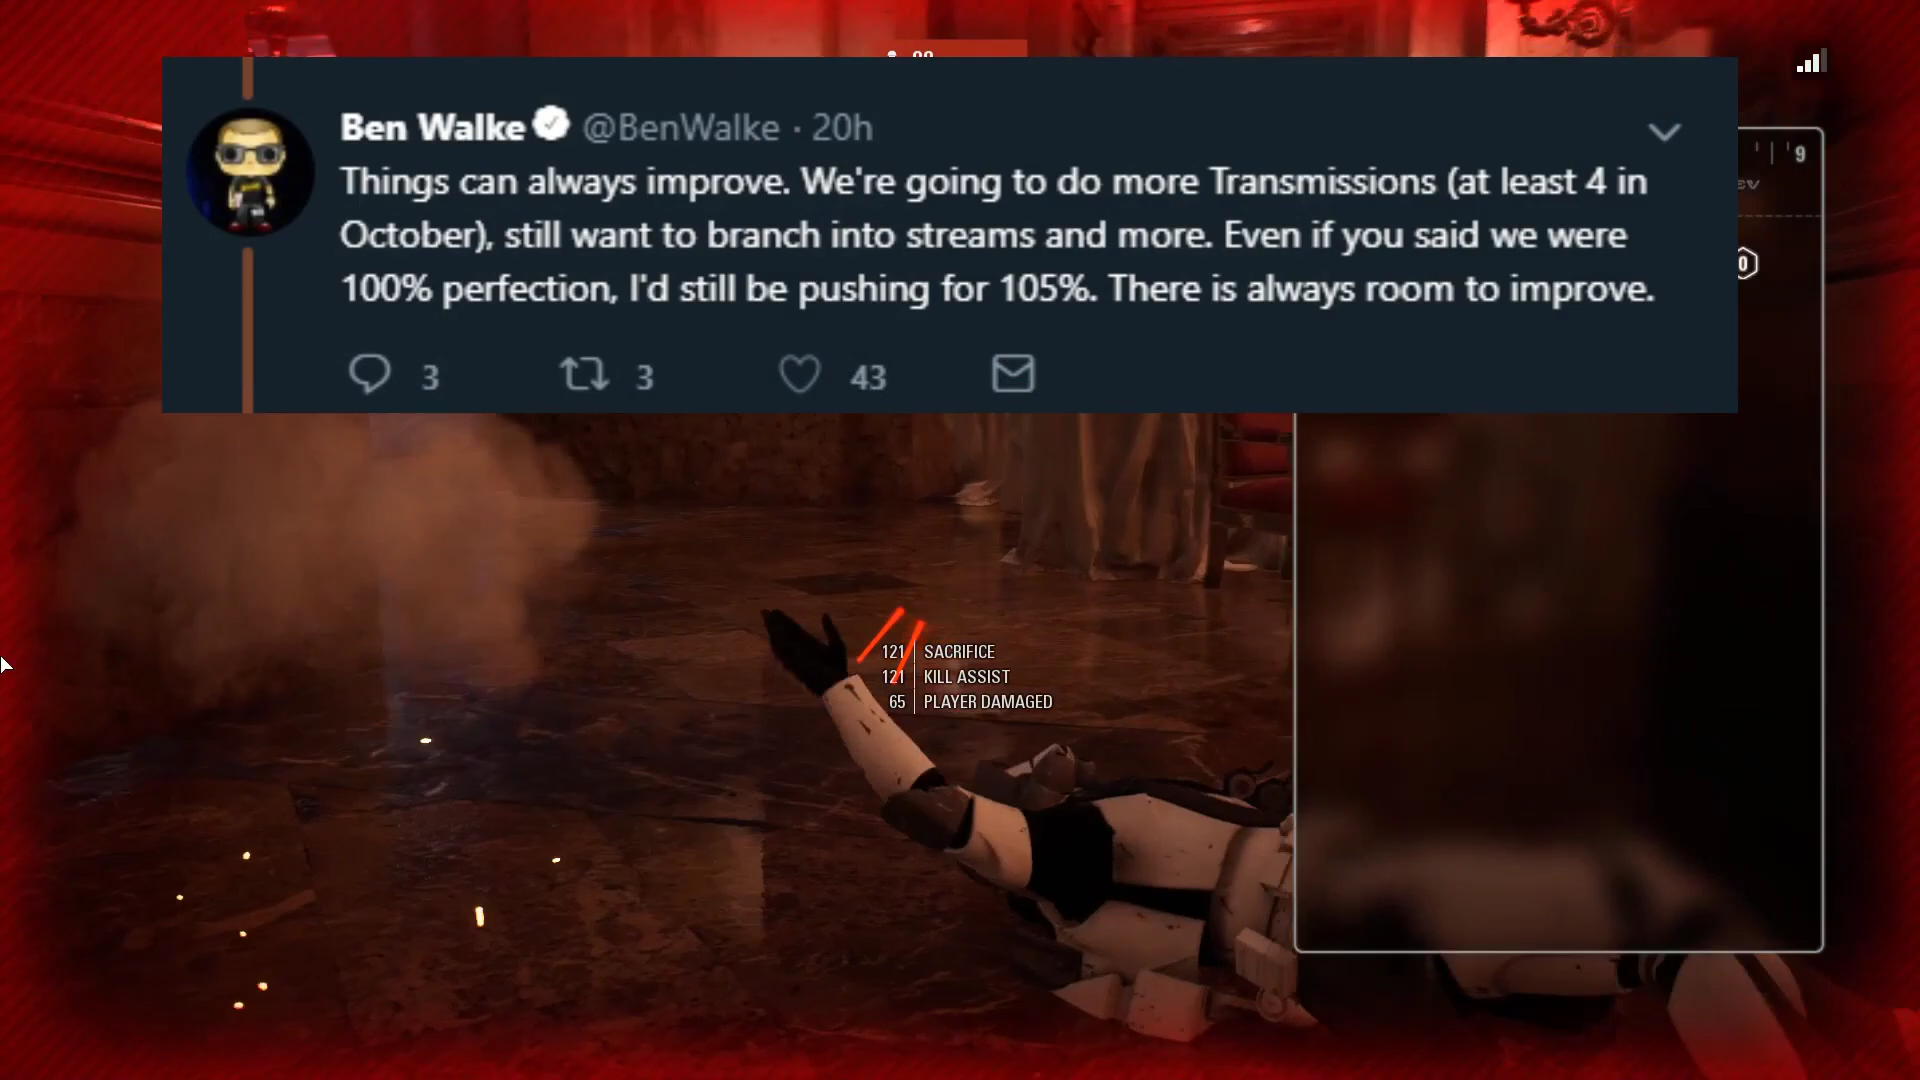 Ben Walke @BenWalke · 20h
Things can always improve. We're going to do more Transmissions (at least 4 in
October), still want to branch into streams and more. Even if you said we were
100% perfection, I'd still be pushing for 105%. There is always room to improve.
3 3 43
9
0
121 SACRIFICE
121 KILL ASSIST
65 PLAYER DAMAGED